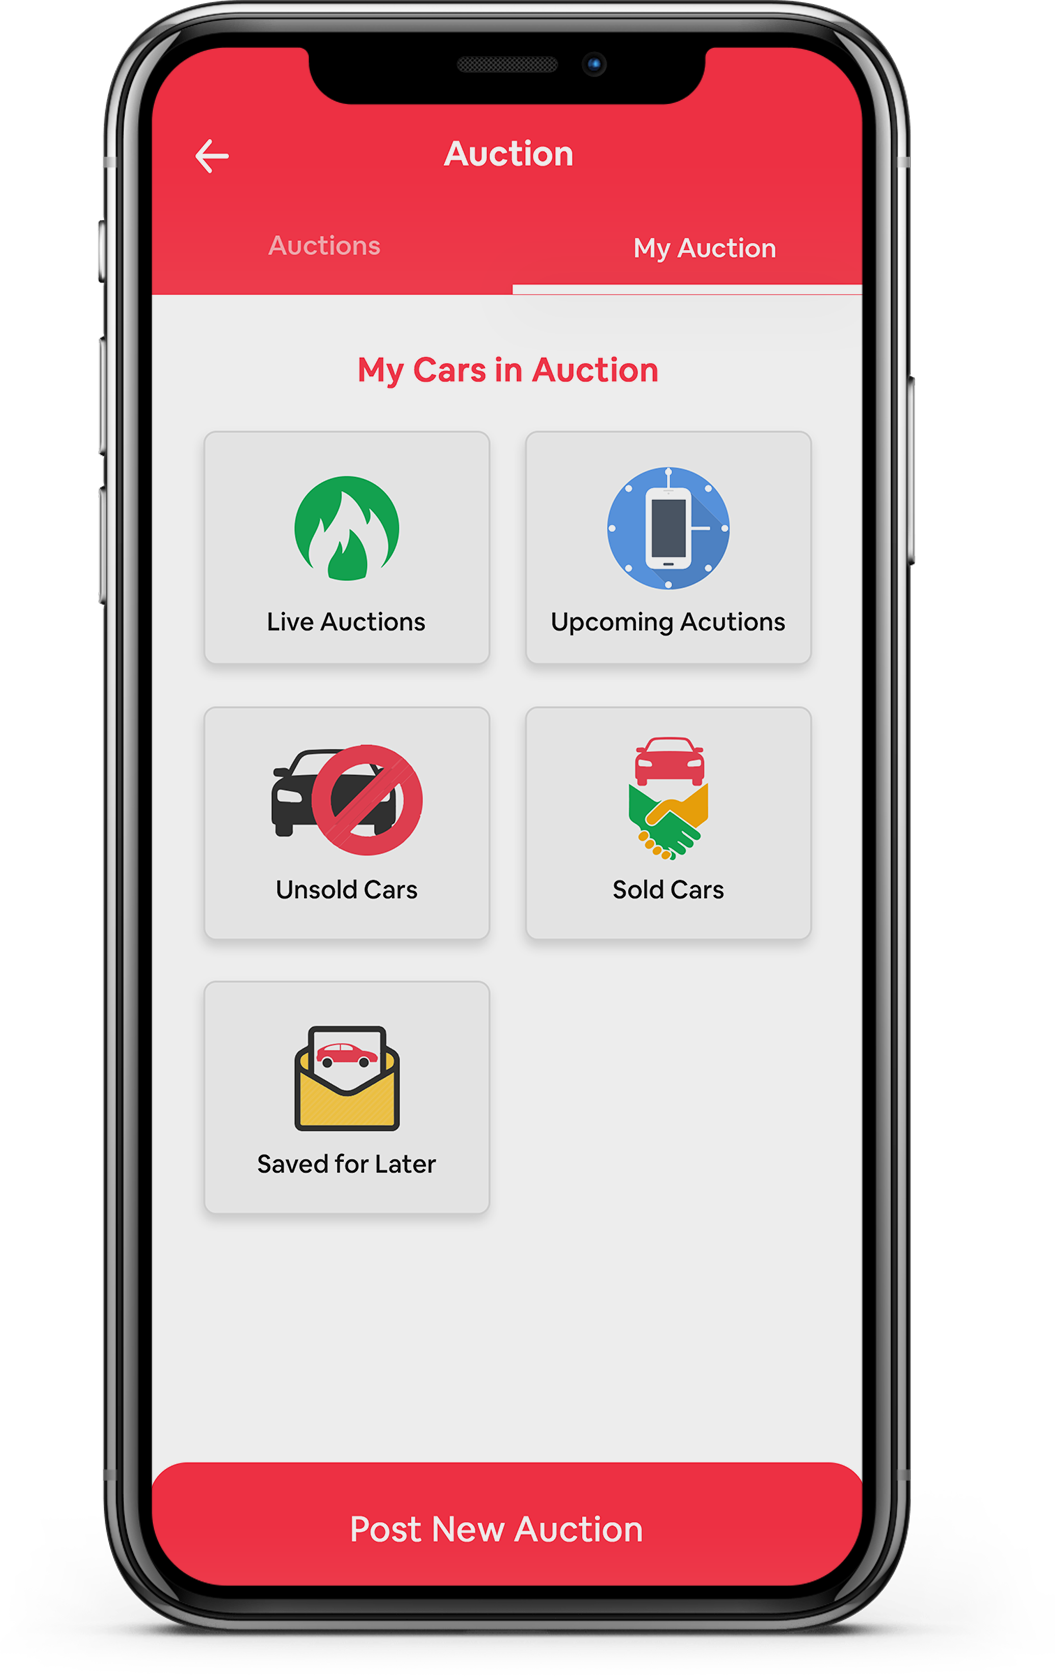 Auction
Auctions
My Auction
My Cars in Auction
Live Auctions
Upcoming Acutions
Unsold Cars
Sold Cars
Saved for Later
Post New Auction